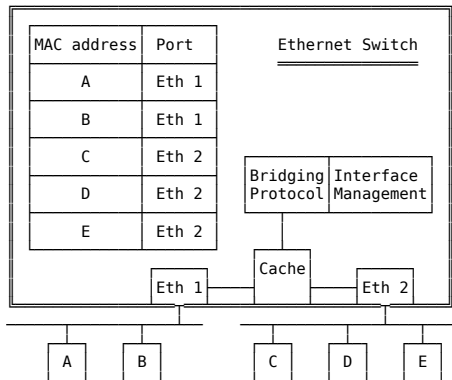 MAC address Port
A Eth 1
B Eth 1
C Eth 2
D Eth 2
E Eth 2
Ethernet Switch
Bridging Protocol
Interface Management
Cache
Eth 1
Eth 2
A B C D E